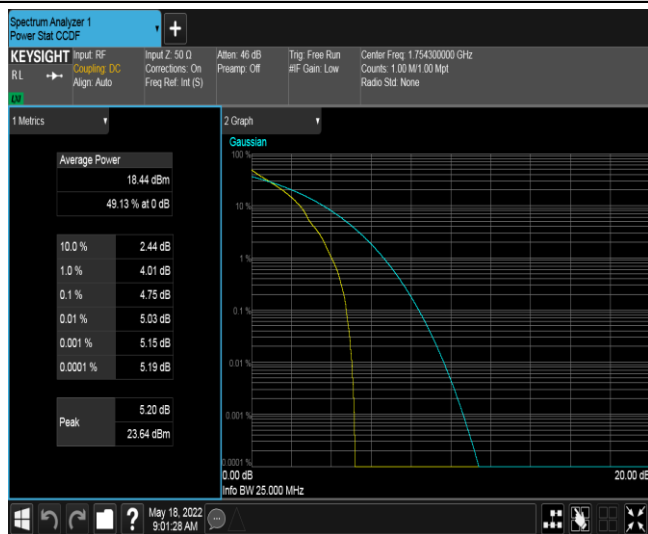 Spectrum Analyzer 1
Power Stat CCDF
+
KEYSIGHT
RL
LM
Input: RF
Coupling: DC
Align: Auto
Input Z: 50 Ω
Corrections: On
Freq Ref: Int (S)
Atten: 46 dB
Preamp: Off
Trig: Free Run
#IF Gain: Low
Center Freq: 1.754300000 GHz
Counts: 1.00 M/1.00 Mpt
Radio Std: None
1 Metrics
Average Power
18.44 dBm
49.13 % at 0 dB
10.0 % 2.44 dB
1.0 % 4.01 dB
0.1 % 4.75 dB
0.01 % 5.03 dB
0.001 % 5.15 dB
0.0001 % 5.19 dB
Peak
5.20 dB
23.64 dBm
2 Graph
Gaussian
100 %
10 %
1 %
0.1 %
0.01 %
0.001 %
0.0001 %
0.00 dB 20.00 dB
Info BW 25.000 MHz
?
May 18, 2022
9:01:28 AM